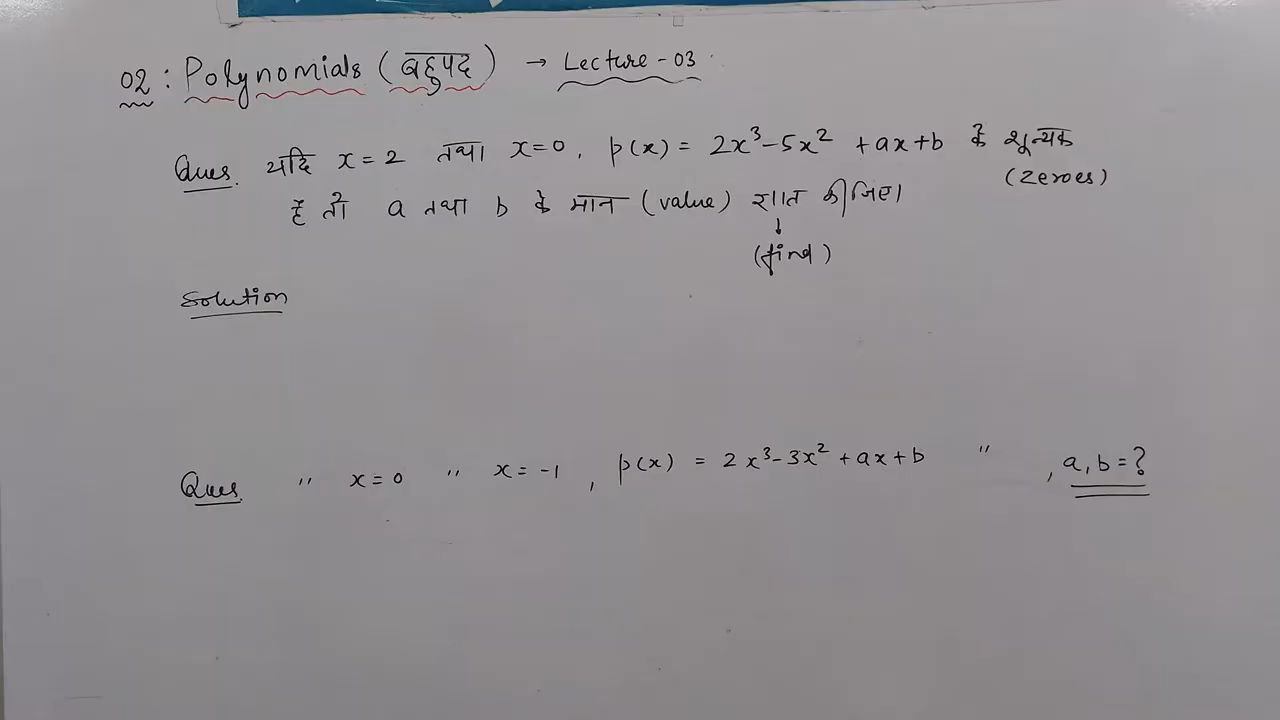 02 : Polynomials (बहुपद) → Lecture - 03
Ques. यदि x = 2 तथा x = 0, p(x) = 2x³ - 5x² + ax + b के शून्यक
(zeroes)
हैं तो a तथा b के मान (value) ज्ञात कीजिए।
↓
(find)
Solution
Ques. " x = 0 " x = -1, p(x) = 2x³ - 3x² + ax + b " , a, b = ?